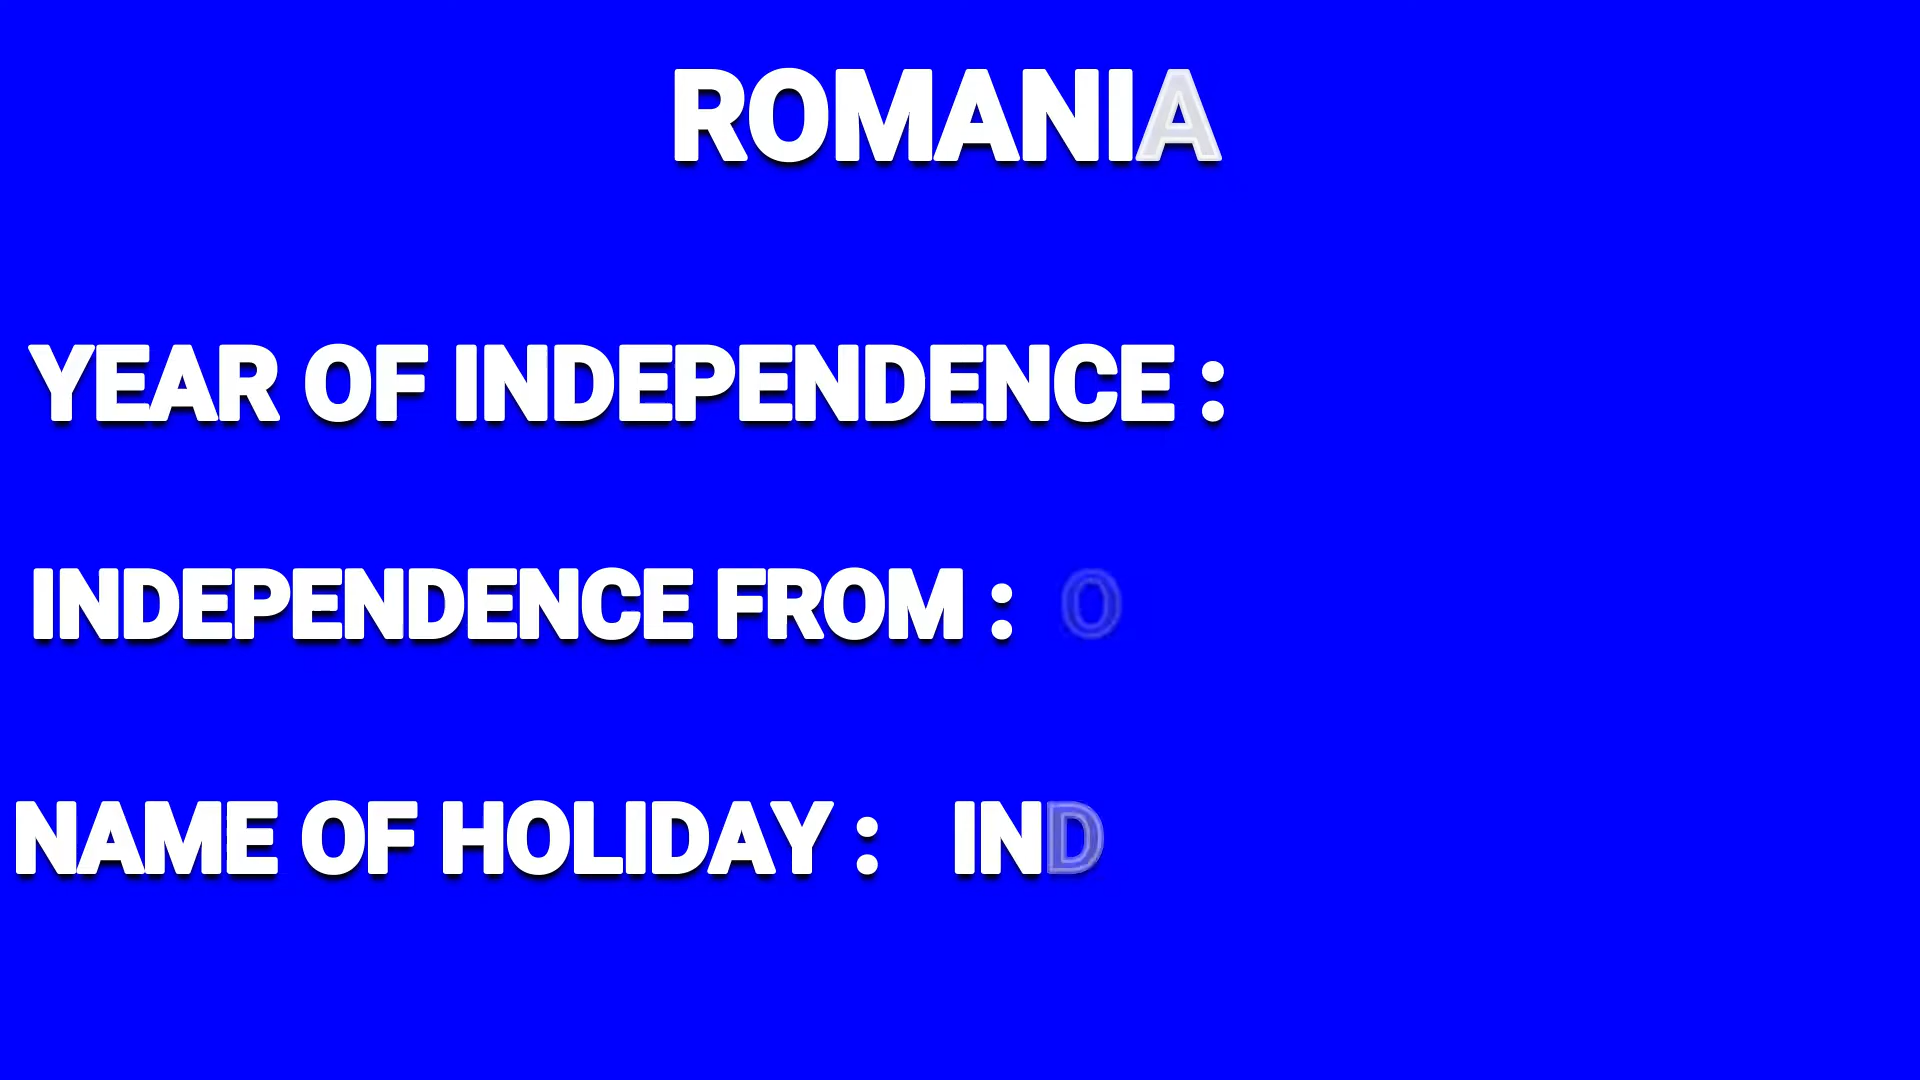 ROMANIA
YEAR OF INDEPENDENCE :
INDEPENDENCE FROM : O
NAME OF HOLIDAY : IND